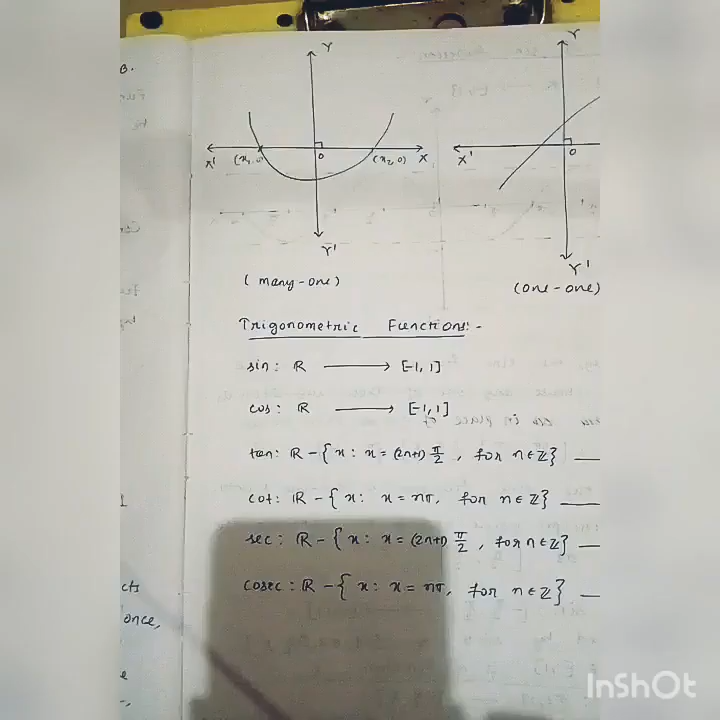 B.
Y Y
X' (x₁,0) O (x₂,0) X X' O
Y' Y'
(many-one) (one-one)
Trigonometric Functions:-
sin: ℝ ⟶ [-1, 1]
cos: ℝ ⟶ [-1, 1]
tan: ℝ - {x: x = (2n+1) π/2, for n ∈ ℤ}
cot: ℝ - {x: x = nπ, for n ∈ ℤ}
sec: ℝ - {x: x = (2n+1) π/2, for n ∈ ℤ}
cosec: ℝ - {x: x = nπ, for n ∈ ℤ}
once,
InShOt